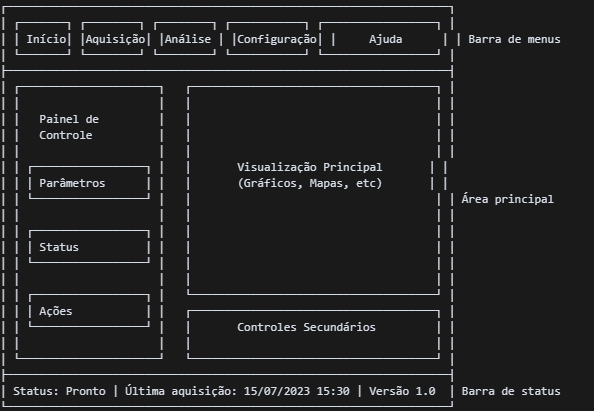 Início Aquisição Análise Configuração Ajuda Barra de menus
Painel de
Controle
Visualização Principal
Parâmetros (Gráficos, Mapas, etc)
Área principal
Status
Ações
Controles Secundários
Status: Pronto | Última aquisição: 15/07/2023 15:30 | Versão 1.0 Barra de status